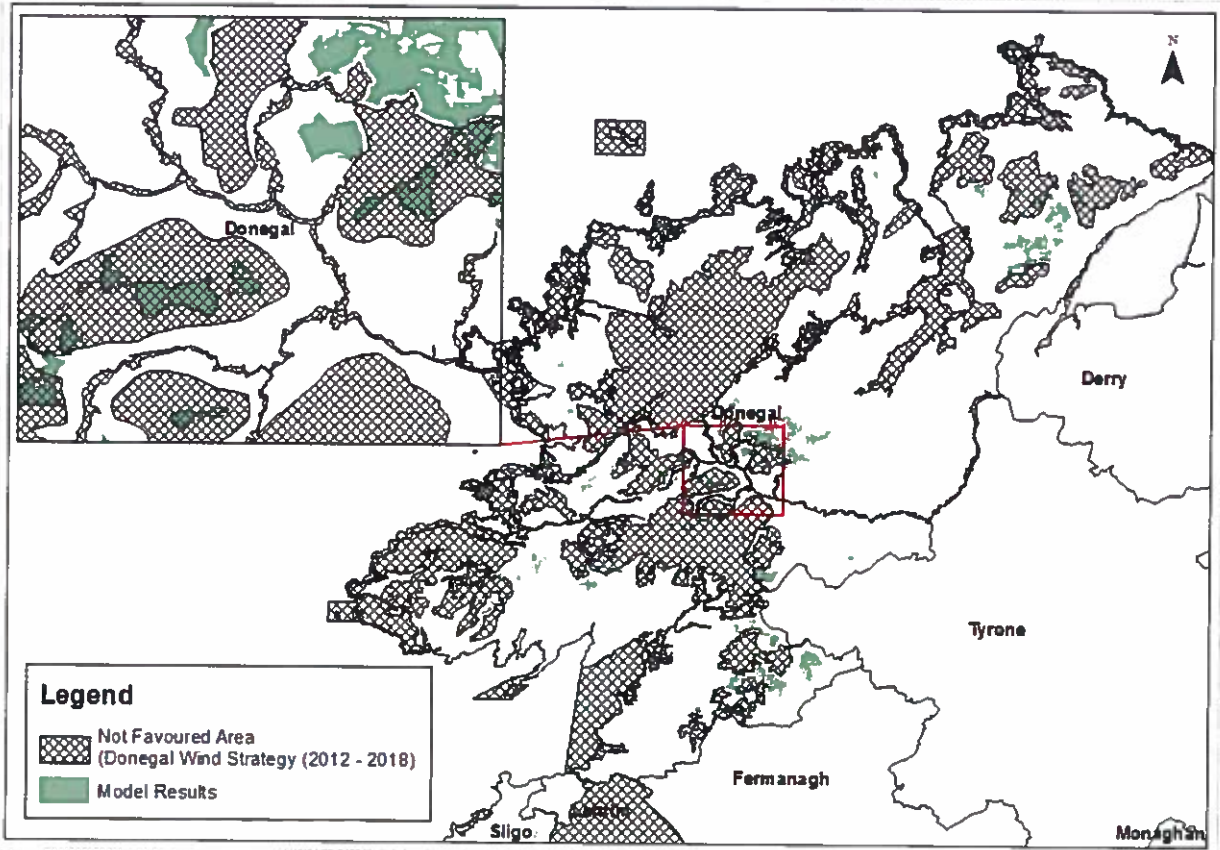 N
Donegal
Donegal
Derry
Tyrone
Fermanagh
Sligo
Monaghan
Legend
Not Favoured Area
(Donegal Wind Strategy (2012 - 2018)
Model Results